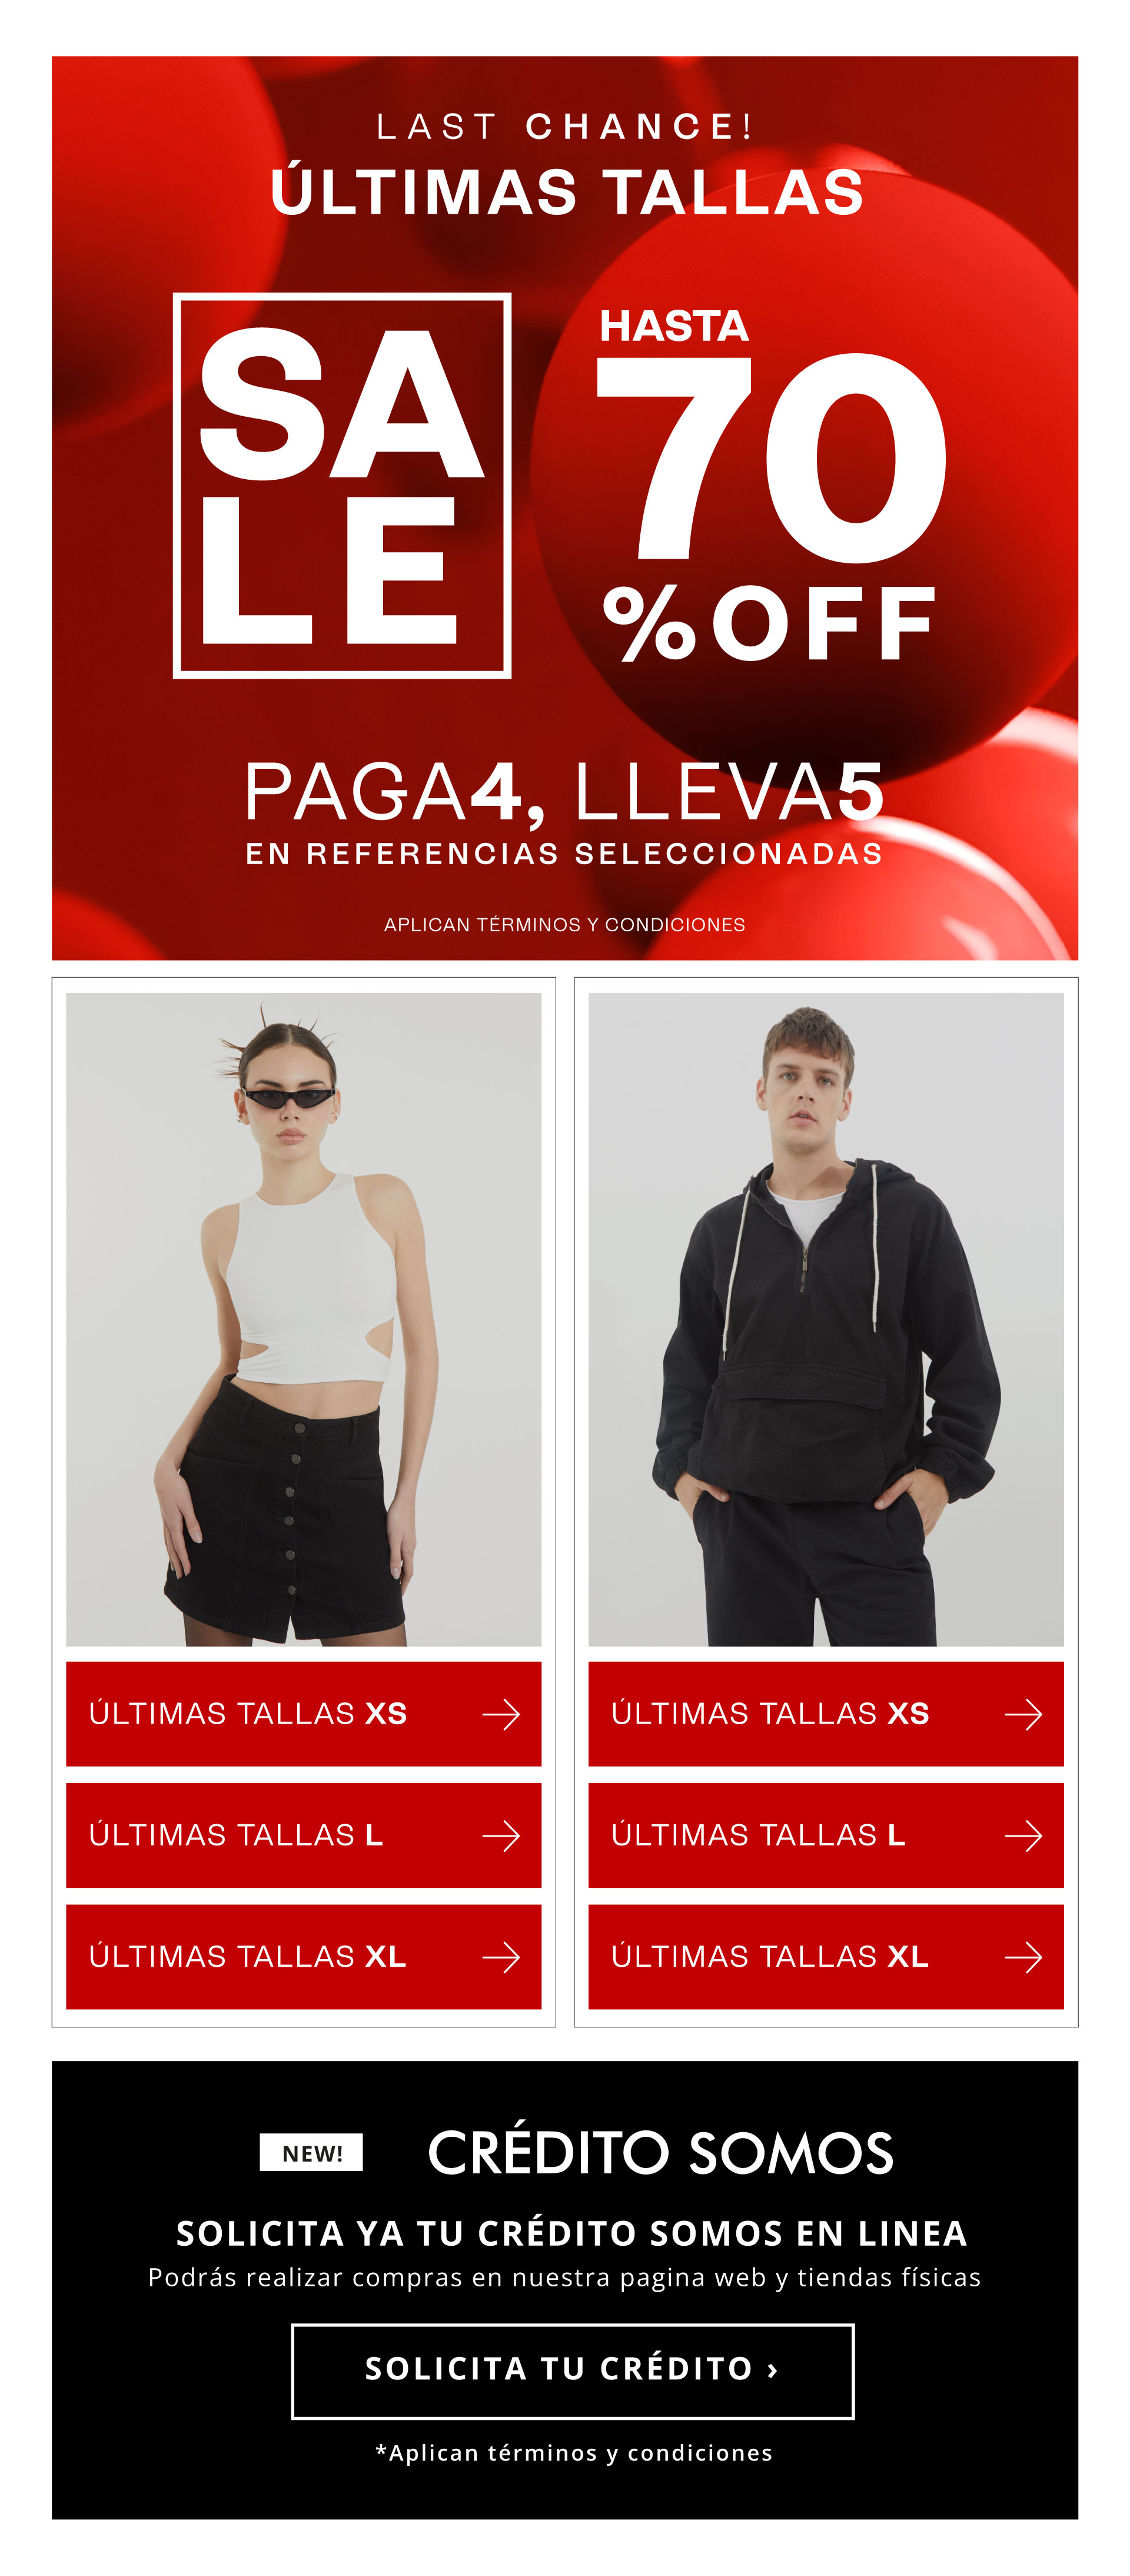 LAST CHANCE!
ÚLTIMAS TALLAS
SA
LE
HASTA
70
%OFF
PAGA4, LLEVA5
EN REFERENCIAS SELECCIONADAS
APLICAN TÉRMINOS Y CONDICIONES
ÚLTIMAS TALLAS XS
ÚLTIMAS TALLAS L
ÚLTIMAS TALLAS XL
ÚLTIMAS TALLAS XS
ÚLTIMAS TALLAS L
ÚLTIMAS TALLAS XL
NEW! CRÉDITO SOMOS
SOLICITA YA TU CRÉDITO SOMOS EN LINEA
Podrás realizar compras en nuestra pagina web y tiendas físicas
SOLICITA TU CRÉDITO ›
*Aplican términos y condiciones